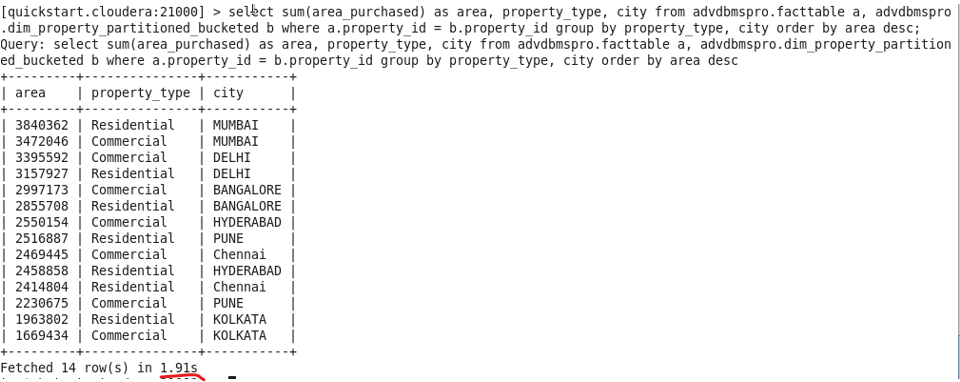 [quickstart.cloudera:21000] > select sum(area_purchased) as area, property_type, city from advdbmspro.facttable a, advdbmspro
.dim_property_partitioned_bucketed b where a.property_id = b.property_id group by property_type, city order by area desc;
Query: select sum(area_purchased) as area, property_type, city from advdbmspro.facttable a, advdbmspro.dim_property_partition
ed_bucketed b where a.property_id = b.property_id group by property_type, city order by area desc
+---------+---------------+-----------+
| area    | property_type | city      |
+---------+---------------+-----------+
| 3840362 | Residential   | MUMBAI    |
| 3472046 | Commercial    | MUMBAI    |
| 3395592 | Commercial    | DELHI     |
| 3157927 | Residential   | DELHI     |
| 2997173 | Commercial    | BANGALORE |
| 2855708 | Residential   | BANGALORE |
| 2550154 | Commercial    | HYDERABAD |
| 2516887 | Residential   | PUNE      |
| 2469445 | Commercial    | Chennai   |
| 2458858 | Residential   | HYDERABAD |
| 2414804 | Residential   | Chennai   |
| 2230675 | Commercial    | PUNE      |
| 1963802 | Residential   | KOLKATA   |
| 1669434 | Commercial    | KOLKATA   |
+---------+---------------+-----------+
Fetched 14 row(s) in 1.91s